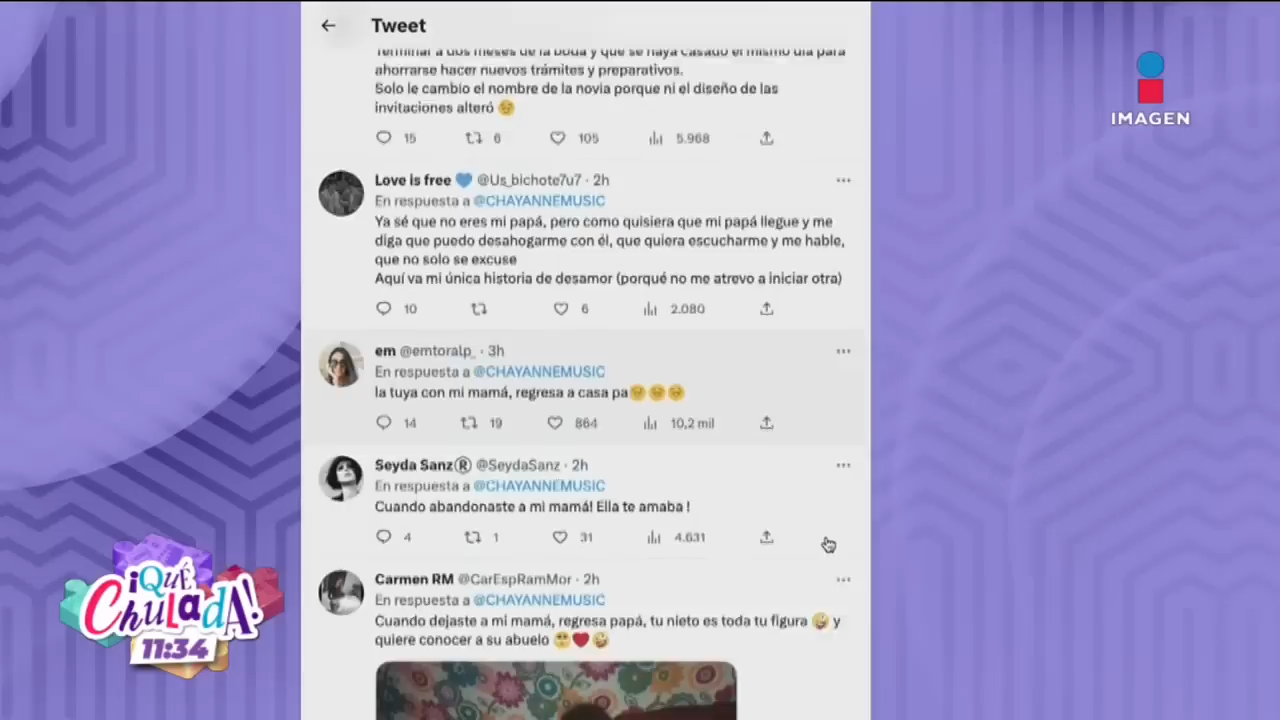 Tweet
Terminar a dos meses de la boda y que se haya casado el mismo día para
ahorrarse hacer nuevos trámites y preparativos.
Solo le cambio el nombre de la novia porque ni el diseño de las
invitaciones alteró
15 6 105 5.968
Love is free @Us_bichote7u7 · 2h
En respuesta a @CHAYANNEMUSIC
Ya sé que no eres mi papá, pero como quisiera que mi papá llegue y me
diga que puedo desahogarme con él, que quiera escucharme y me hable,
que no solo se excuse
Aquí va mi única historia de desamor (porqué no me atrevo a iniciar otra)
10 6 2.080
em @emtoralp_ · 3h
En respuesta a @CHAYANNEMUSIC
la tuya con mi mamá, regresa a casa pa
14 19 864 10,2 mil
Seyda Sanz® @SeydaSanz · 2h
En respuesta a @CHAYANNEMUSIC
Cuando abandonaste a mi mamá! Ella te amaba !
4 1 31 4.631
Carmen RM @CarEspRamMor · 2h
En respuesta a @CHAYANNEMUSIC
Cuando dejaste a mi mamá, regresa papá, tu nieto es toda tu figura 🤪 y
quiere conocer a su abuelo 🥺❤️🤪
IMAGEN
¡QUÉ
CHULADA!
11:34